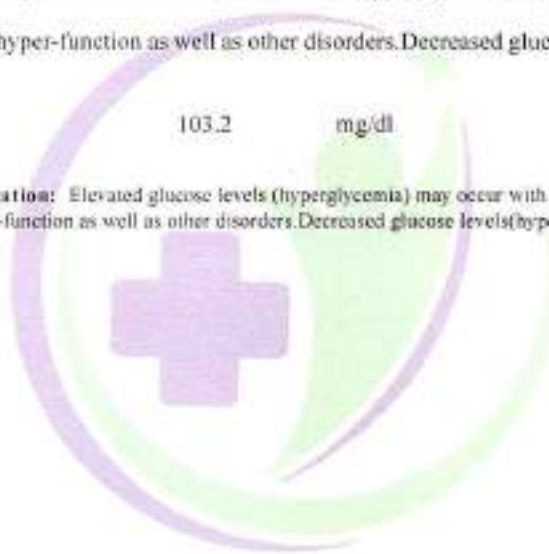 hyper-function as well as other disorders.Decreased gluc
103.2 mg/dl
ation: Elevated glucose levels (hyperglycemia) may occur with
-function as well as other disorders.Decreased glucose levels(hype